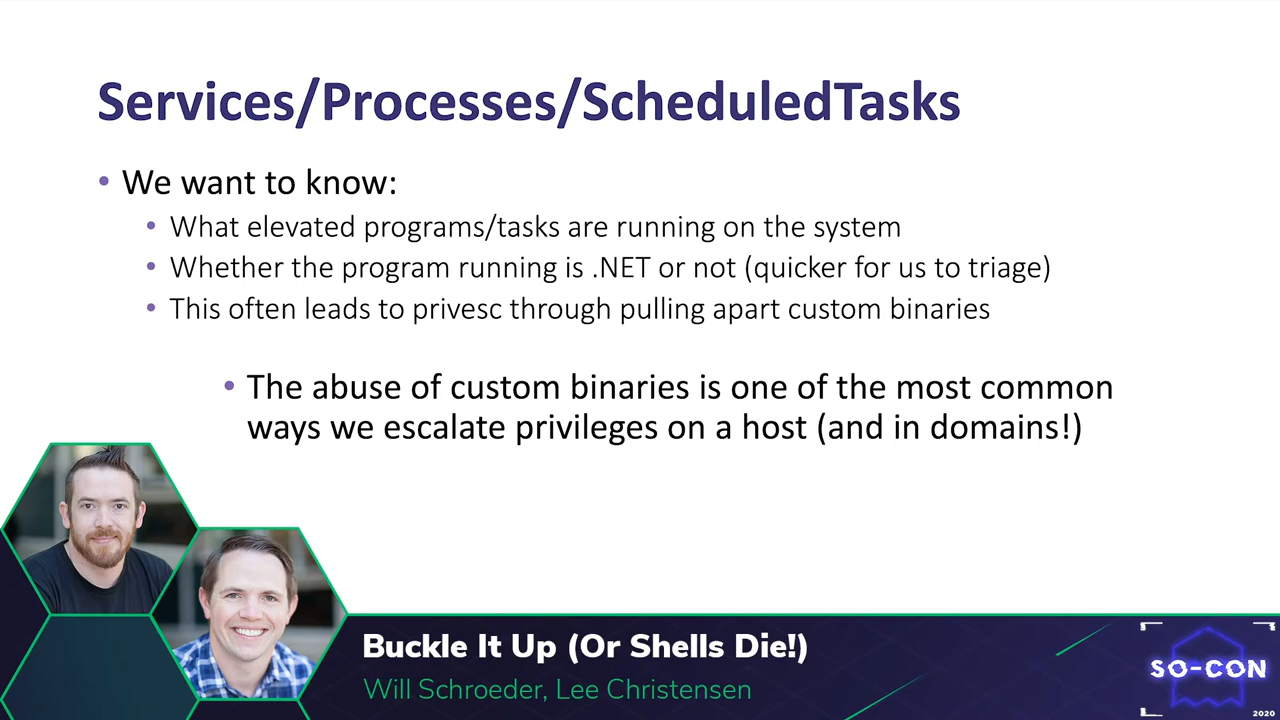 Services/Processes/ScheduledTasks
• We want to know:
• What elevated programs/tasks are running on the system
• Whether the program running is .NET or not (quicker for us to triage)
• This often leads to privesc through pulling apart custom binaries
• The abuse of custom binaries is one of the most common
ways we escalate privileges on a host (and in domains!)
Buckle It Up (Or Shells Die!)
Will Schroeder, Lee Christensen
SO-CON
2020